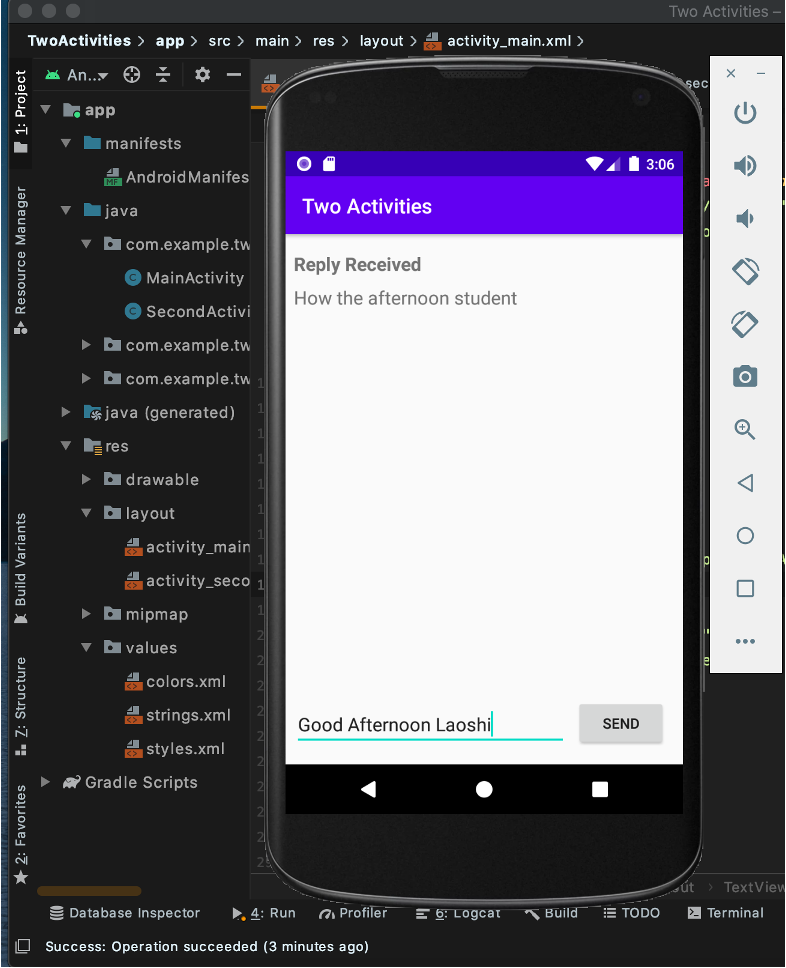 Two Activities –
TwoActivities > app > src > main > res > layout > activity_main.xml >
1: Project
Resource Manager
Build Variants
7: Structure
2: Favorites
An...
app
manifests
AndroidManifes
java
com.example.tw
MainActivity
SecondActivi
com.example.tw
com.example.tw
java (generated)
res
drawable
layout
activity_main
activity_seco
mipmap
values
colors.xml
strings.xml
styles.xml
Gradle Scripts
sec
3:06
Two Activities
Reply Received
How the afternoon student
Good Afternoon Laoshi
SEND
out > TextView
Database Inspector
4: Run
Profiler
6: Logcat
Build
TODO
Terminal
Success: Operation succeeded (3 minutes ago)